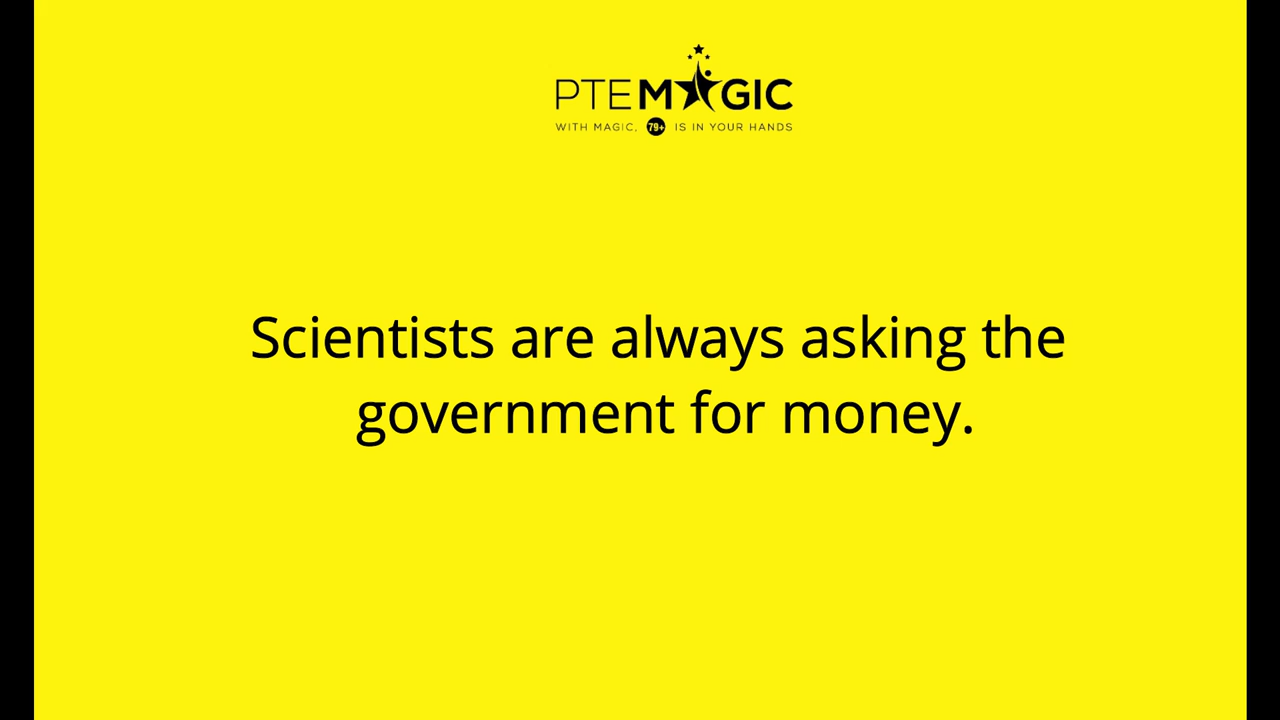 PTEMAGIC
WITH MAGIC, 79+ IS IN YOUR HANDS
Scientists are always asking the
government for money.